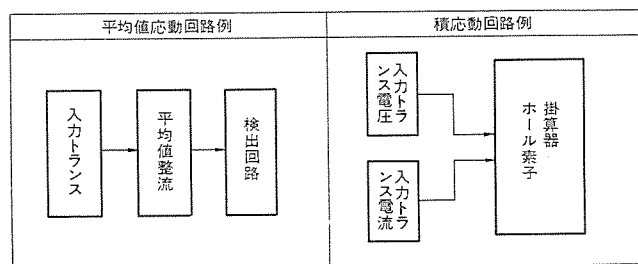 平均値応動回路例
積応動回路例
入力トランス
平均値整流
検出回路
入力トラ
ンス電圧
入力トラ
ンス電流
掛算器
ホール素子